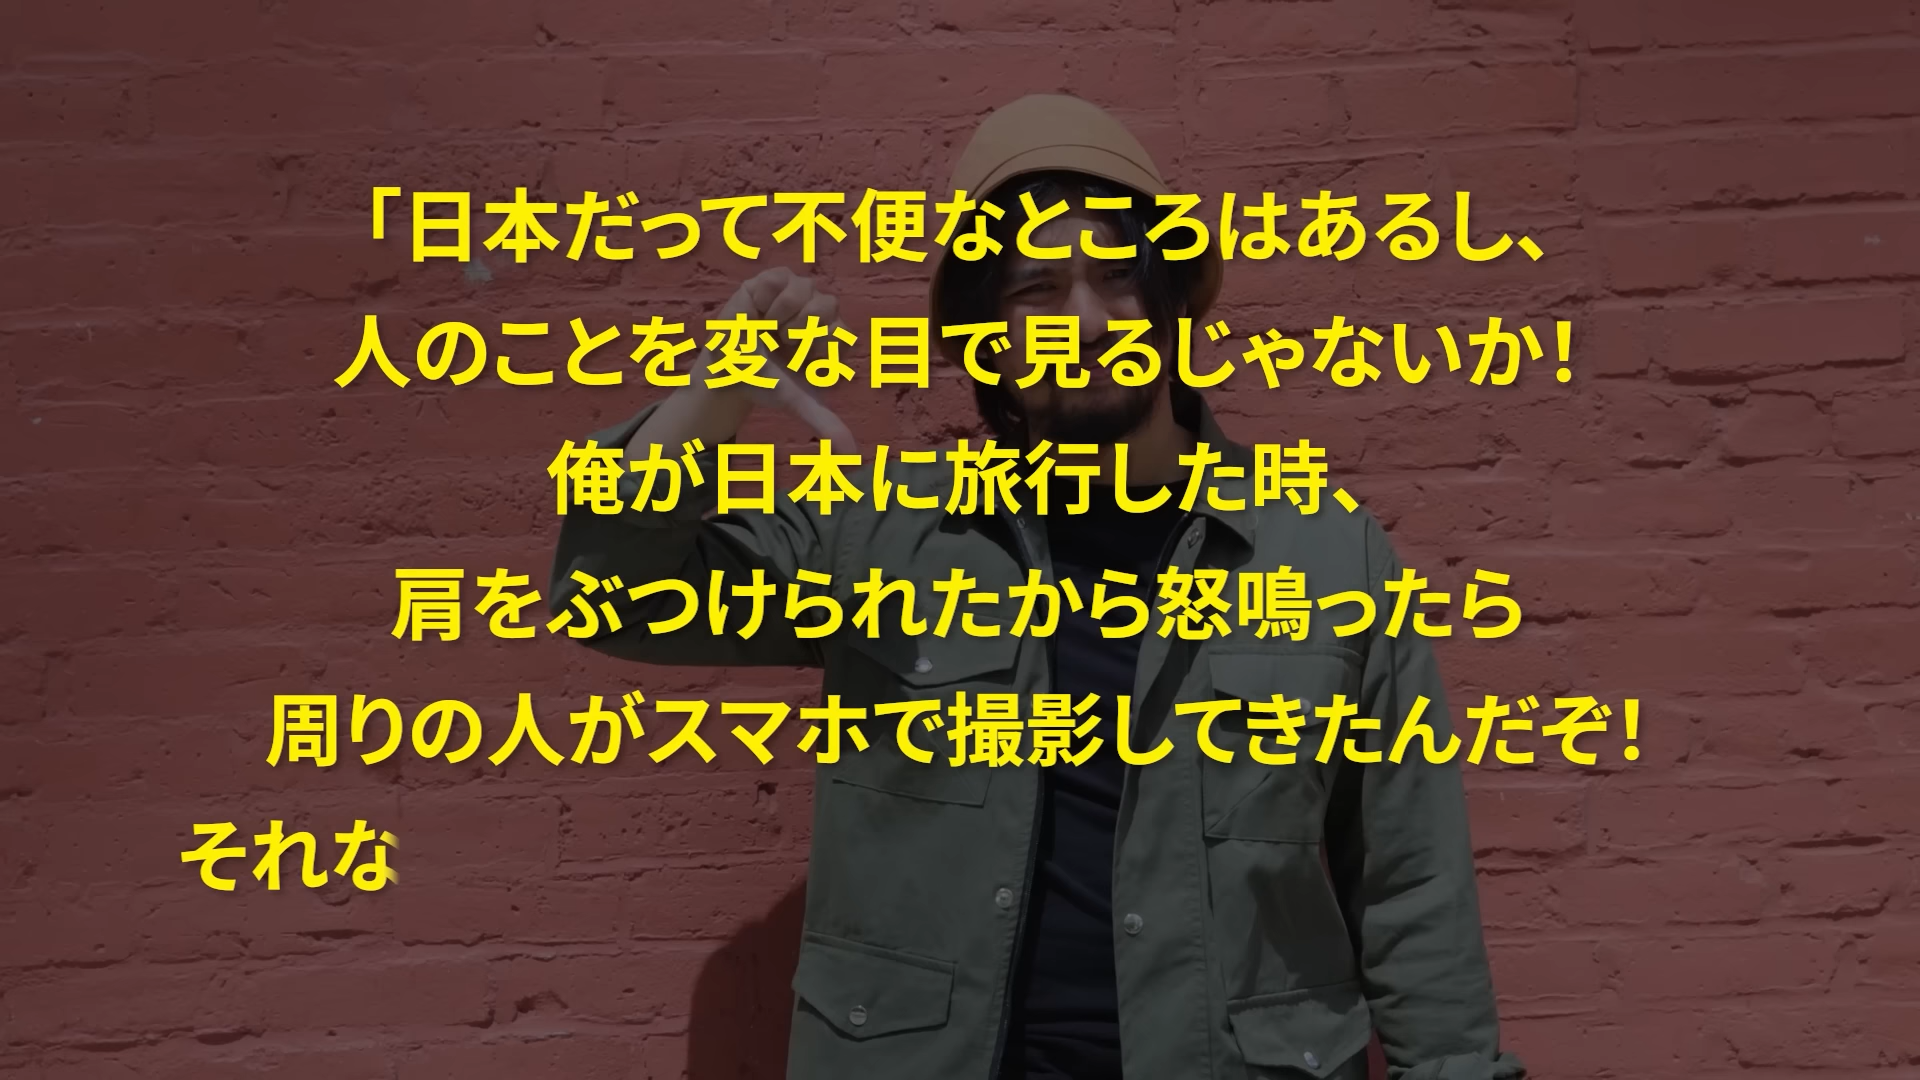 「日本だって不便なところはあるし、
人のことを変な目で見るじゃないか！
俺が日本に旅行した時、
肩をぶつけられたから怒鳴ったら
周りの人がスマホで撮影してきたんだぞ！
それな